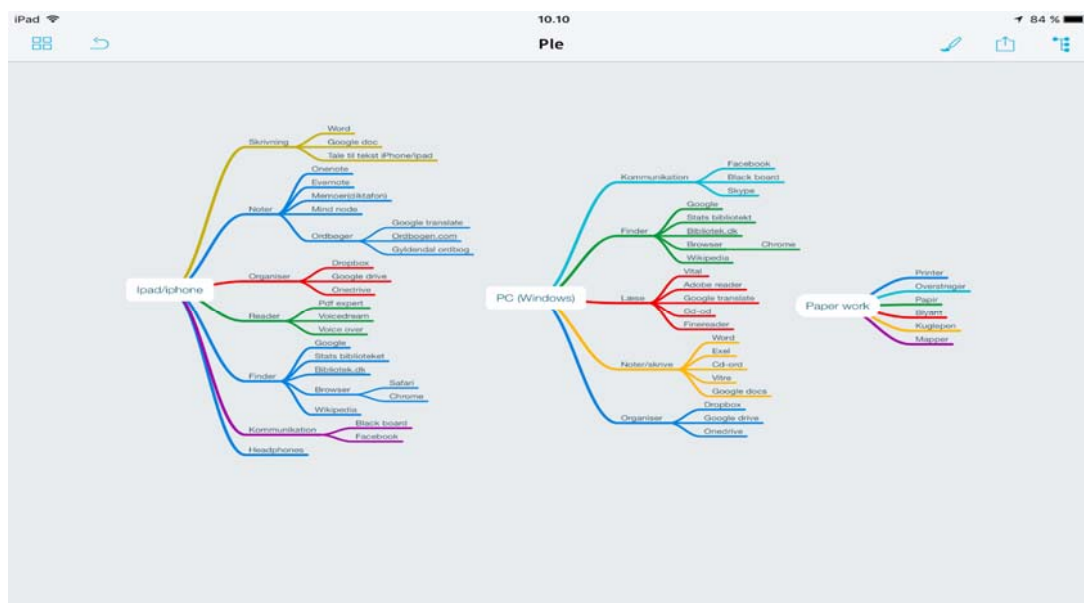 iPad 10.10 84 %
Ple
Ipad/iphone
Skrivning
Word
Google doc
Tale til tekst iPhone/ipad
Noter
Onenote
Evernote
Memoer(diktafon)
Mind node
Ordbøger
Google translate
Ordbogen.com
Gyldendal ordbog
Organiser
Dropbox
Google drive
Onedrive
Reader
Pdf expert
Voicedream
Voice over
Finder
Google
Stats biblioteket
Bibliotek.dk
Browser
Safari
Chrome
Wikipedia
Kommunikation
Black board
Facebook
Headphones
PC (Windows)
Kommunikation
Facebook
Black board
Skype
Finder
Google
Stats bibliotekt
Bibliotek.dk
Browser
Chrome
Wikipedia
Læse
Vital
Adobe reader
Google translate
Cd-od
Finereader
Noter/skrive
Word
Exel
Cd-ord
Vitre
Google docs
Organiser
Dropbox
Google drive
Onedrive
Paper work
Printer
Overstreger
Papir
Blyant
Kuglepen
Mapper